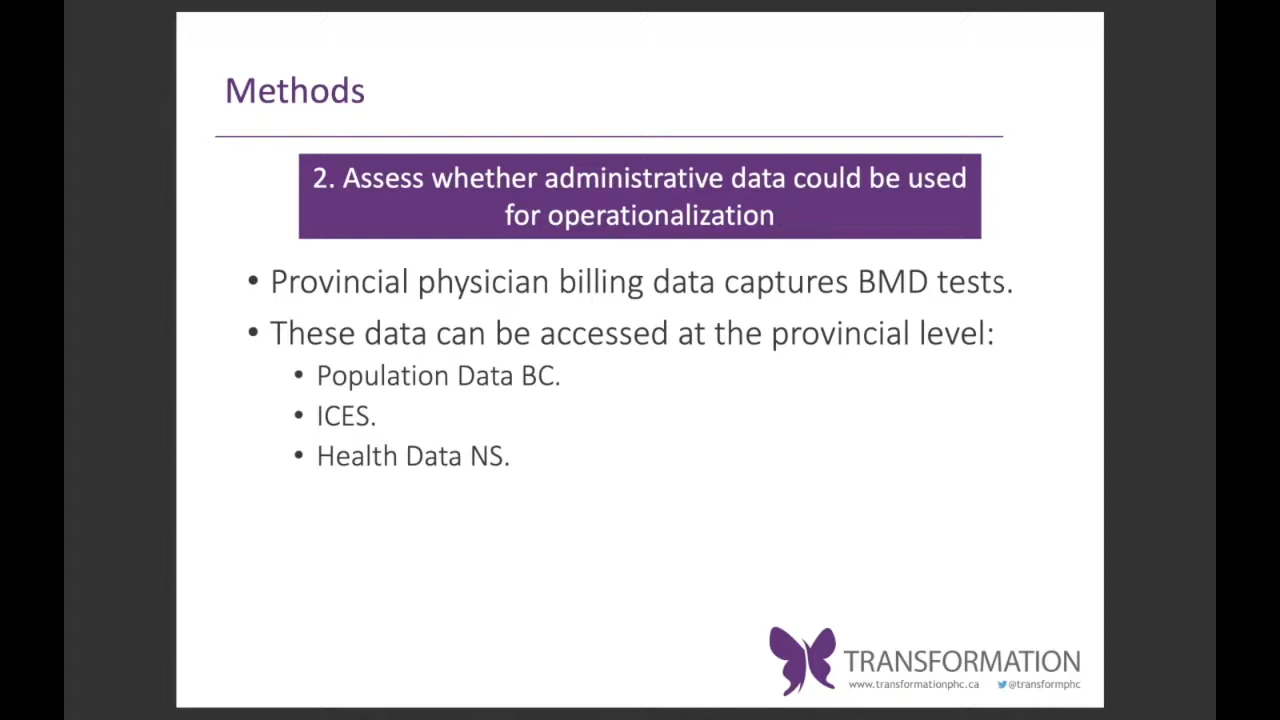 Methods
2. Assess whether administrative data could be used
for operationalization
• Provincial physician billing data captures BMD tests.
• These data can be accessed at the provincial level:
• Population Data BC.
• ICES.
• Health Data NS.
TRANSFORMATION
www.transformationphc.ca @transformphc